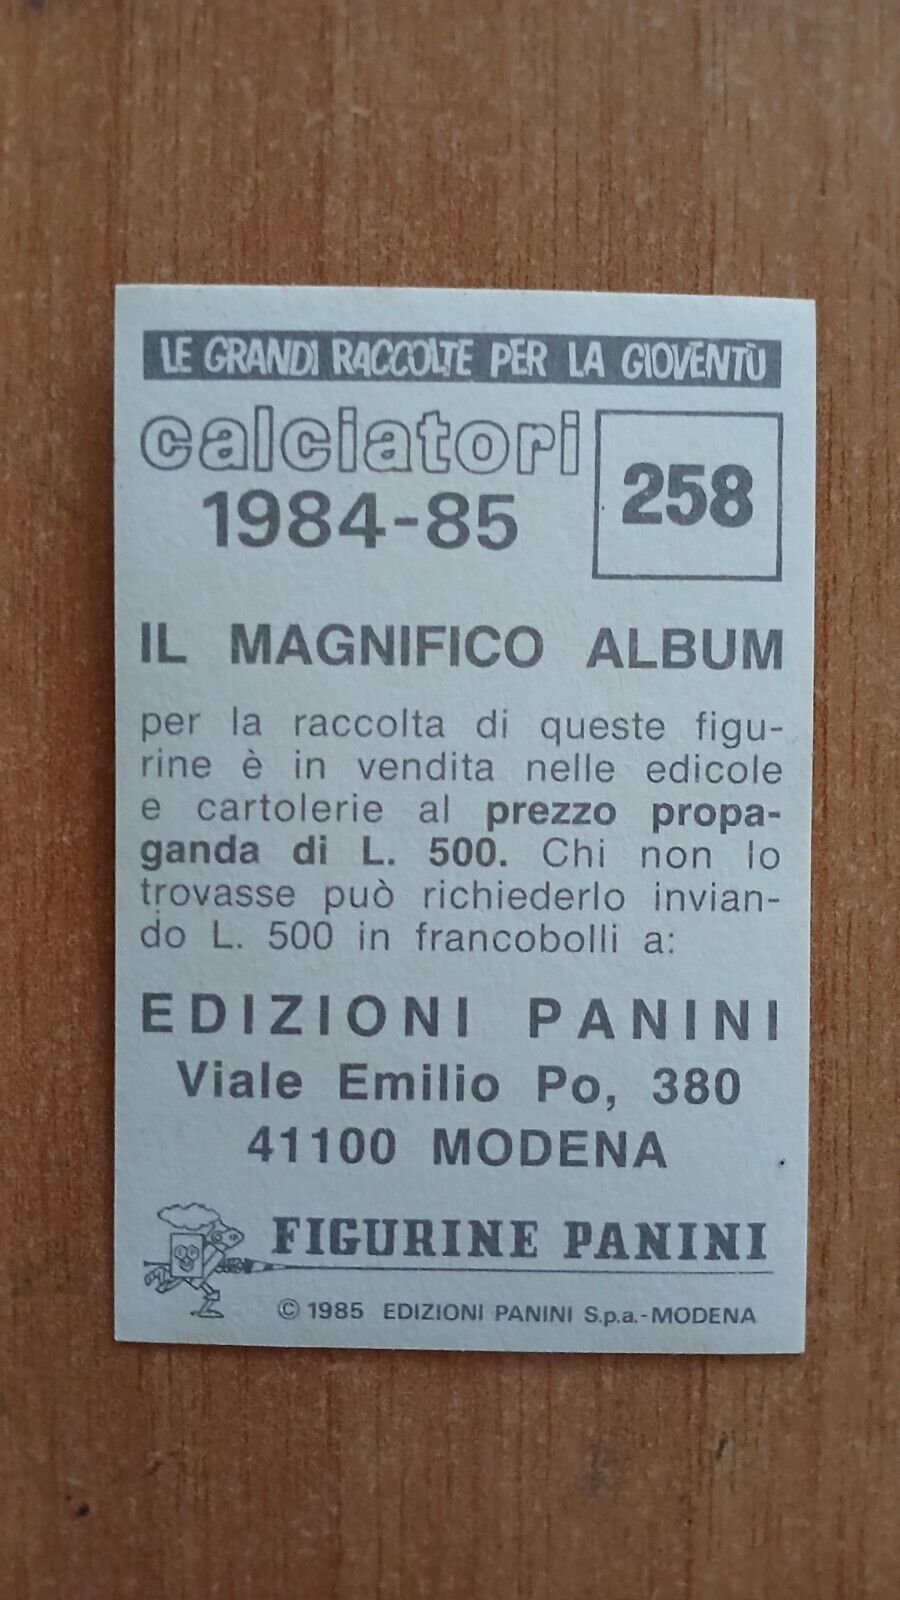 LE GRANDI RACCOLTE PER LA GIOVENTÙ
calciatori
1984-85
258
IL MAGNIFICO ALBUM
per la raccolta di queste figu-
rine è in vendita nelle edicole
e cartolerie al prezzo propa-
ganda di L. 500. Chi non lo
trovasse può richiederlo invian-
do L. 500 in francobolli a:
EDIZIONI PANINI
Viale Emilio Po, 380
41100 MODENA
FIGURINE PANINI
© 1985 EDIZIONI PANINI S.p.a.-MODENA